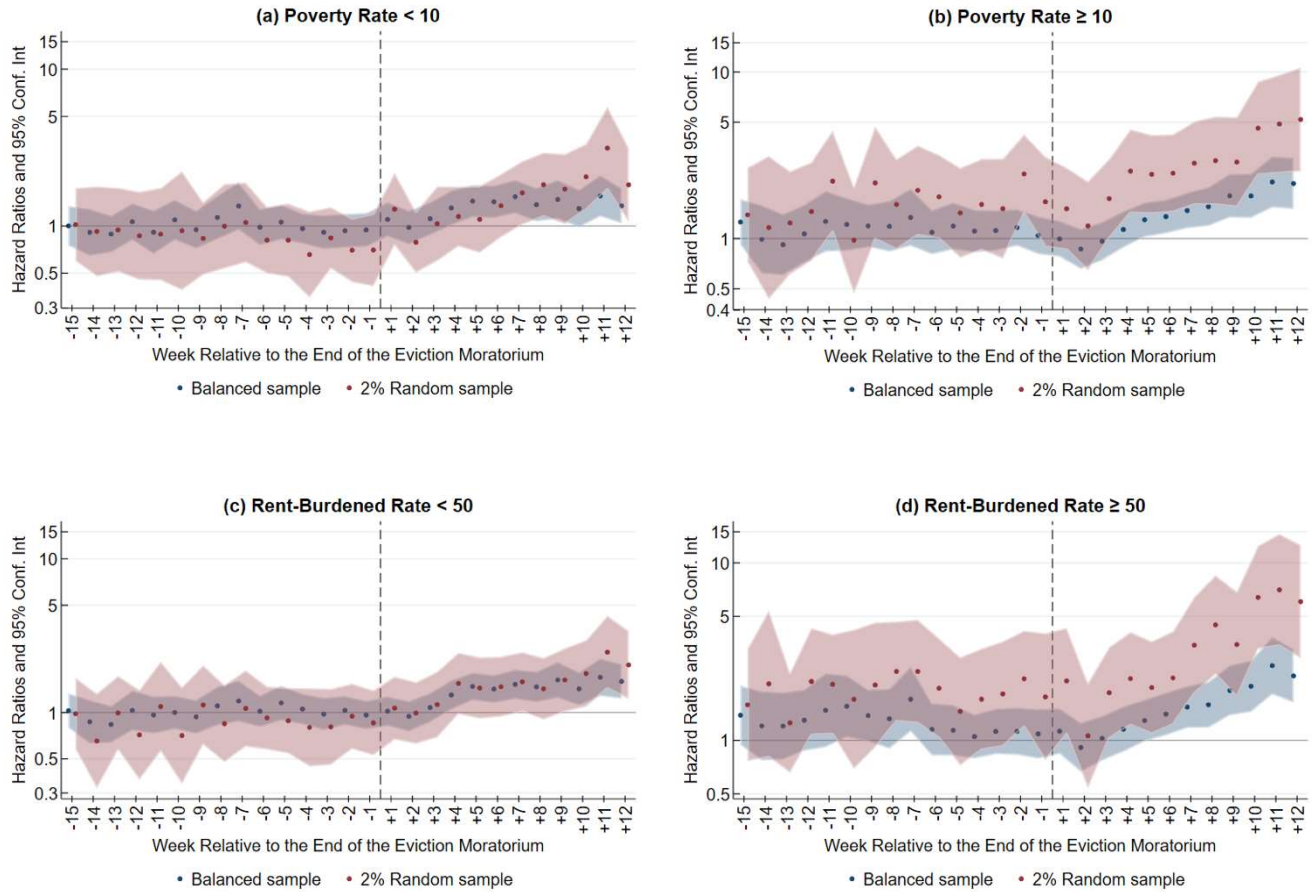 (a) Poverty Rate < 10
Hazard Ratios and 95% Conf. Int
15
10
5
1
0.5
0.3
-15 -14 -13 -12 -11 -10 -9 -8 -7 -6 -5 -4 -3 -2 -1 +1 +2 +3 +4 +5 +6 +7 +8 +9 +10 +11 +12
Week Relative to the End of the Eviction Moratorium
• Balanced sample • 2% Random sample
(b) Poverty Rate ≥ 10
Hazard Ratios and 95% Conf. Int
15
10
5
1
0.5
0.4
-15 -14 -13 -12 -11 -10 -9 -8 -7 -6 -5 -4 -3 -2 -1 +1 +2 +3 +4 +5 +6 +7 +8 +9 +10 +11 +12
Week Relative to the End of the Eviction Moratorium
• Balanced sample • 2% Random sample
(c) Rent-Burdened Rate < 50
Hazard Ratios and 95% Conf. Int
15
10
5
1
0.5
0.3
-15 -14 -13 -12 -11 -10 -9 -8 -7 -6 -5 -4 -3 -2 -1 +1 +2 +3 +4 +5 +6 +7 +8 +9 +10 +11 +12
Week Relative to the End of the Eviction Moratorium
• Balanced sample • 2% Random sample
(d) Rent-Burdened Rate ≥ 50
Hazard Ratios and 95% Conf. Int
15
10
5
1
0.5
-15 -14 -13 -12 -11 -10 -9 -8 -7 -6 -5 -4 -3 -2 -1 +1 +2 +3 +4 +5 +6 +7 +8 +9 +10 +11 +12
Week Relative to the End of the Eviction Moratorium
• Balanced sample • 2% Random sample